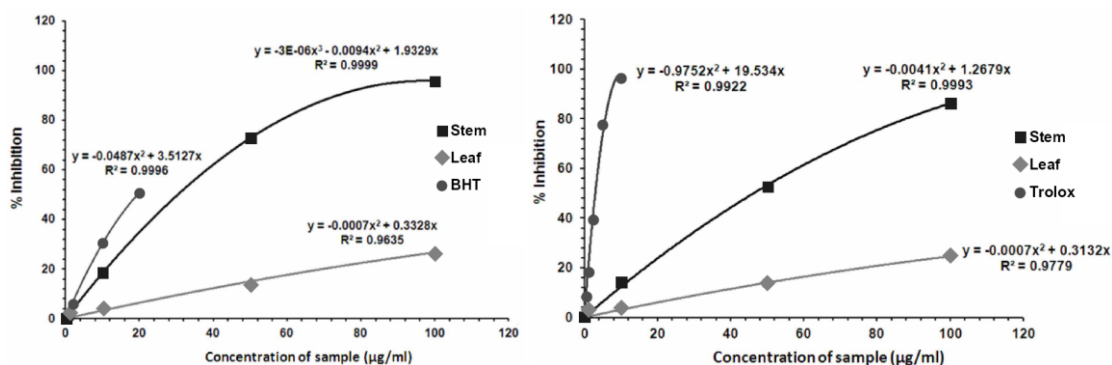 120
100
80
60
40
20
0
% Inhibition
y = -3E-06x³ - 0.0094x² + 1.9329x
R² = 0.9999
y = -0.0487x² + 3.5127x
R² = 0.9996
y = -0.0007x² + 0.3328x
R² = 0.9635
Stem
Leaf
BHT
0 20 40 60 80 100 120
Concentration of sample (µg/ml)
120
100
80
60
40
20
0
% Inhibition
y = -0.9752x² + 19.534x
R² = 0.9922
y = -0.0041x² + 1.2679x
R² = 0.9993
Stem
Leaf
Trolox
y = -0.0007x² + 0.3132x
R² = 0.9779
0 20 40 60 80 100 120
Concentration of sample (µg/ml)